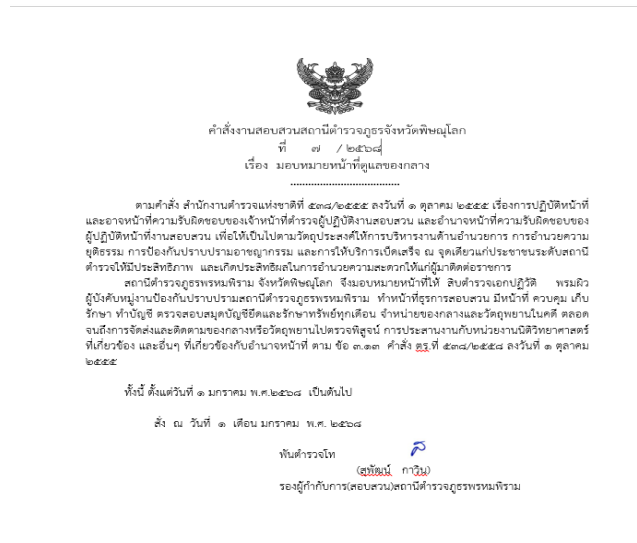 คำสั่งงานสอบสวนสถานีตำรวจภูธรจังหวัดพิษณุโลก
ที่ ๗ / ๒๕๖๘
เรื่อง มอบหมายหน้าที่ดูแลของกลาง
....................................
ตามคำสั่ง สำนักงานตำรวจแห่งชาติที่ ๕๓๘/๒๕๕๕ ลงวันที่ ๑ ตุลาคม ๒๕๕๕ เรื่องการปฏิบัติหน้าที่
และอาจหน้าที่ความรับผิดชอบของเจ้าหน้าที่ตำรวจผู้ปฏิบัติงานสอบสวน และอำนาจหน้าที่ความรับผิดชอบของ
ผู้ปฏิบัติหน้าที่งานสอบสวน เพื่อให้เป็นไปตามวัตถุประสงค์ให้การบริหารงานด้านอำนวยการ การอำนวยความ
ยุติธรรม การป้องกันปราบปรามอาชญากรรม และการให้บริการเบ็ดเสร็จ ณ จุดเดียวแก่ประชาชนระดับสถานี
ตำรวจให้มีประสิทธิภาพ และเกิดประสิทธิผลในการอำนวยความสะดวกให้แก่ผู้มาติดต่อราชการ
สถานีตำรวจภูธรพรหมพิราม จังหวัดพิษณุโลก จึงมอบหมายหน้าที่ให้ สิบตำรวจเอกปฏิวัติ พรมผิว
ผู้บังคับหมู่งานป้องกันปราบปรามสถานีตำรวจภูธรพรหมพิราม ทำหน้าที่ธุรการสอบสวน มีหน้าที่ ควบคุม เก็บ
รักษา ทำบัญชี ตรวจสอบสมุดบัญชียึดและรักษาทรัพย์ทุกเดือน จำหน่ายของกลางและวัตถุพยานในคดี ตลอด
จนถึงการจัดส่งและติดตามของกลางหรือวัตถุพยานไปตรวจพิสูจน์ การประสานงานกับหน่วยงานนิติวิทยาศาสตร์
ที่เกี่ยวข้อง และอื่นๆ ที่เกี่ยวข้องกับอำนาจหน้าที่ ตาม ข้อ ๓.๑๓ คำสั่ง ตร.ที่ ๕๓๘/๒๕๕๘ ลงวันที่ ๑ ตุลาคม
๒๕๕๕
ทั้งนี้ ตั้งแต่วันที่ ๑ มกราคม พ.ศ.๒๕๖๘ เป็นต้นไป
สั่ง ณ วันที่ ๑ เดือน มกราคม พ.ศ. ๒๕๖๘
พันตำรวจโท
(สุพัฒน์ กาวิน)
รองผู้กำกับการ(สอบสวน)สถานีตำรวจภูธรพรหมพิราม